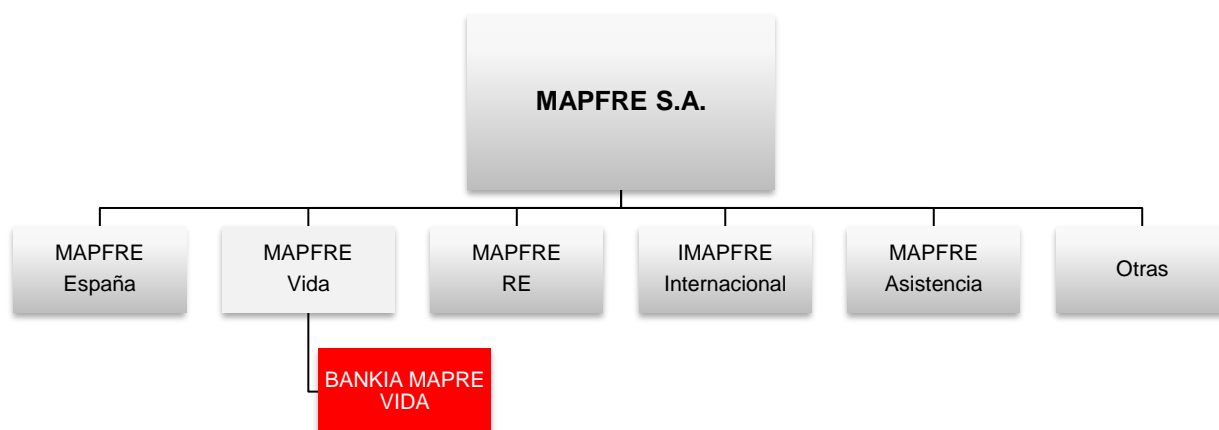 MAPFRE S.A.
MAPFRE
España
MAPFRE
Vida
MAPFRE
RE
IMAPFRE
Internacional
MAPFRE
Asistencia
Otras
BANKIA MAPRE
VIDA